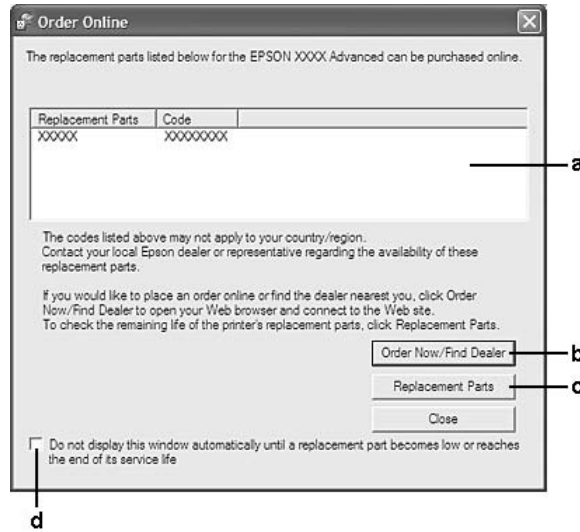 Order Online
The replacement parts listed below for the EPSON XXXX Advanced can be purchased online.
Replacement Parts Code
XXXXX XXXXXXXX
a
The codes listed above may not apply to your country/region.
Contact your local Epson dealer or representative regarding the availability of these
replacement parts.
If you would like to place an order online or find the dealer nearest you, click Order
Now/Find Dealer to open your Web browser and connect to the Web site.
To check the remaining life of the printer's replacement parts, click Replacement Parts.
Order Now/Find Dealer b
Replacement Parts c
Close
Do not display this window automatically until a replacement part becomes low or reaches
the end of its service life
d